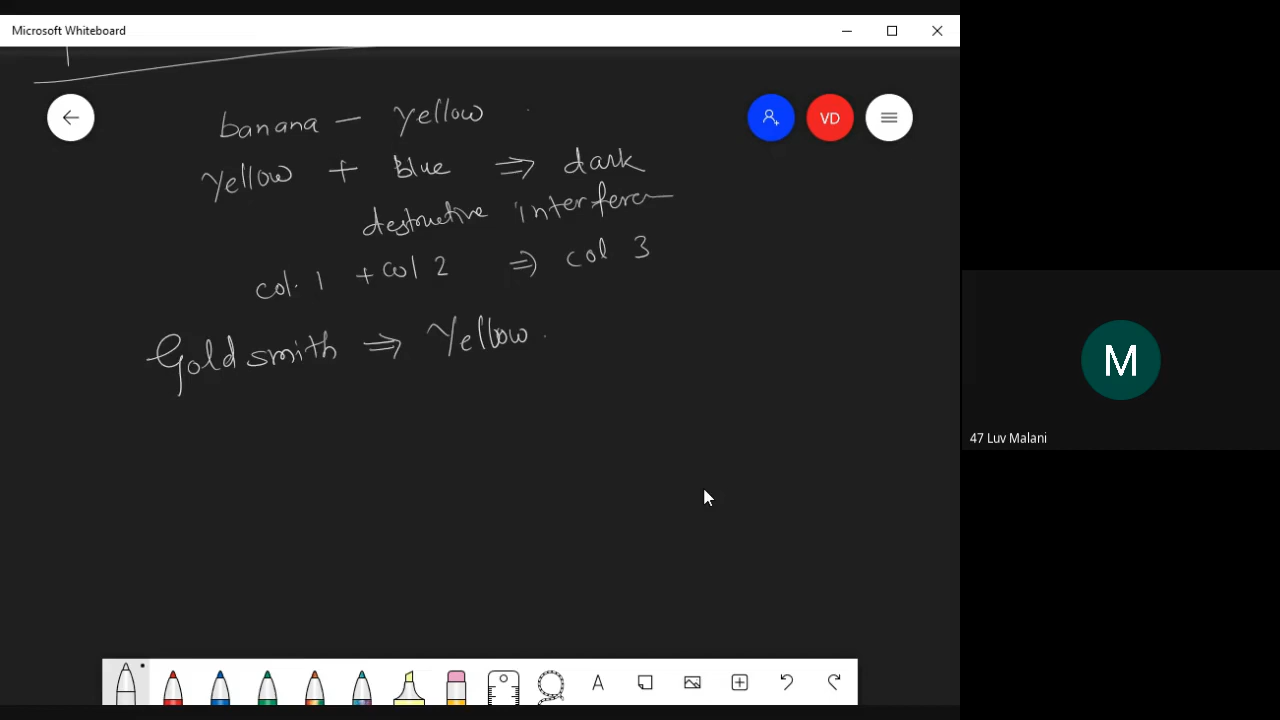 Microsoft Whiteboard
banana — yellow
VD
yellow + blue ⇒ dark
destructive interferen
col. 1 + col 2 ⇒ col 3
Goldsmith ⇒ Yellow.
M
47 Luv Malani
A